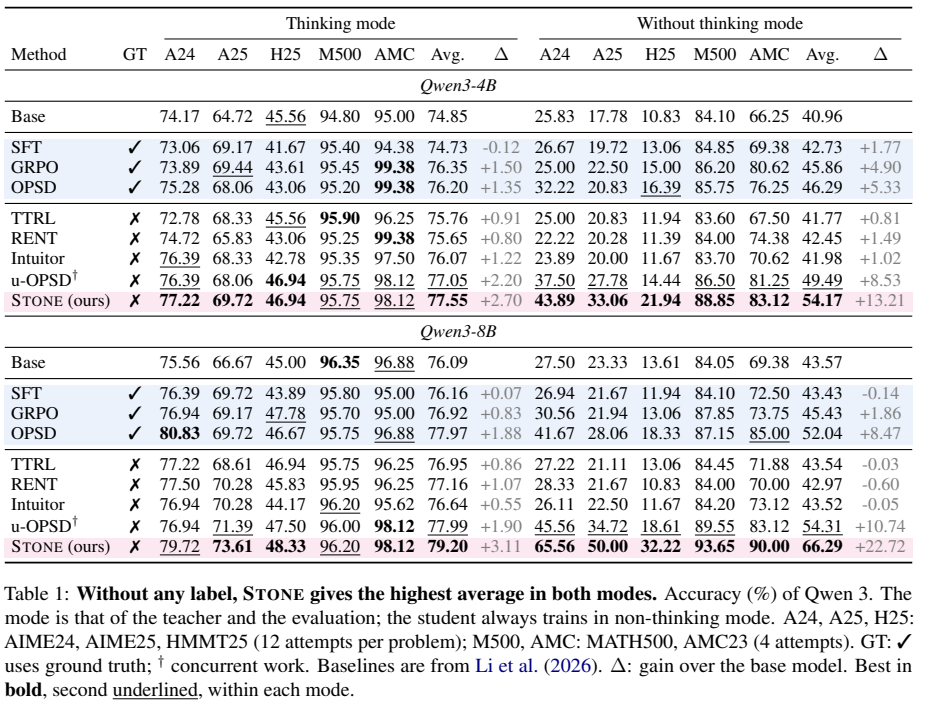 Thinking mode Without thinking mode
Method GT A24 A25 H25 M500 AMC Avg. Δ A24 A25 H25 M500 AMC Avg. Δ
Qwen3-4B
Base 74.17 64.72 45.56 94.80 95.00 74.85 25.83 17.78 10.83 84.10 66.25 40.96
SFT ✓ 73.06 69.17 41.67 95.40 94.38 74.73 -0.12 26.67 19.72 13.06 84.85 69.38 42.73 +1.77
GRPO ✓ 73.89 69.44 43.61 95.45 99.38 76.35 +1.50 25.00 22.50 15.00 86.20 80.62 45.86 +4.90
OPSD ✓ 75.28 68.06 43.06 95.20 99.38 76.20 +1.35 32.22 20.83 16.39 85.75 76.25 46.29 +5.33
TTRL ✗ 72.78 68.33 45.56 95.90 96.25 75.76 +0.91 25.00 20.83 11.94 83.60 67.50 41.77 +0.81
RENT ✗ 74.72 65.83 43.06 95.25 99.38 75.65 +0.80 22.22 20.28 11.39 84.00 74.38 42.45 +1.49
Intuitor ✗ 76.39 68.33 42.78 95.35 97.50 76.07 +1.22 23.89 20.00 11.67 83.70 70.62 41.98 +1.02
u-OPSD† ✗ 76.39 68.06 46.94 95.75 98.12 77.05 +2.20 37.50 27.78 14.44 86.50 81.25 49.49 +8.53
STONE (ours) ✗ 77.22 69.72 46.94 95.75 98.12 77.55 +2.70 43.89 33.06 21.94 88.85 83.12 54.17 +13.21
Qwen3-8B
Base 75.56 66.67 45.00 96.35 96.88 76.09 27.50 23.33 13.61 84.05 69.38 43.57
SFT ✓ 76.39 69.72 43.89 95.80 95.00 76.16 +0.07 26.94 21.67 11.94 84.10 72.50 43.43 -0.14
GRPO ✓ 76.94 69.17 47.78 95.70 95.00 76.92 +0.83 30.56 21.94 13.06 87.85 73.75 45.43 +1.86
OPSD ✓ 80.83 69.72 46.67 95.75 96.88 77.97 +1.88 41.67 28.06 18.33 87.15 85.00 52.04 +8.47
TTRL ✗ 77.22 68.61 46.94 95.75 96.25 76.95 +0.86 27.22 21.11 13.06 84.45 71.88 43.54 -0.03
RENT ✗ 77.50 70.28 45.83 95.95 96.25 77.16 +1.07 28.33 21.67 10.83 84.00 70.00 42.97 -0.60
Intuitor ✗ 76.94 70.28 44.17 96.20 95.62 76.64 +0.55 26.11 22.50 11.67 84.20 73.12 43.52 -0.05
u-OPSD† ✗ 76.94 71.39 47.50 96.00 98.12 77.99 +1.90 45.56 34.72 18.61 89.55 83.12 54.31 +10.74
STONE (ours) ✗ 79.72 73.61 48.33 96.20 98.12 79.20 +3.11 65.56 50.00 32.22 93.65 90.00 66.29 +22.72
Table 1: Without any label, STONE gives the highest average in both modes. Accuracy (%) of Qwen 3. The
mode is that of the teacher and the evaluation; the student always trains in non-thinking mode. A24, A25, H25:
AIME24, AIME25, HMMT25 (12 attempts per problem); M500, AMC: MATH500, AMC23 (4 attempts). GT: ✓
uses ground truth; † concurrent work. Baselines are from Li et al. (2026). Δ: gain over the base model. Best in
bold, second underlined, within each mode.